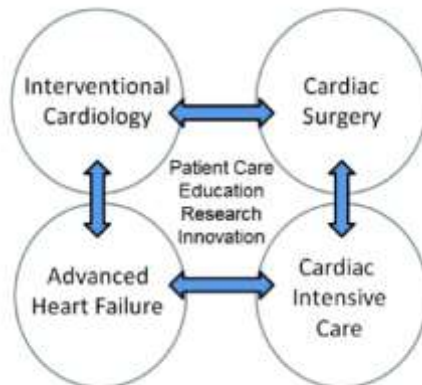 Interventional
Cardiology
Cardiac
Surgery
Patient Care
Education
Research
Innovation
Advanced
Heart Failure
Cardiac
Intensive
Care